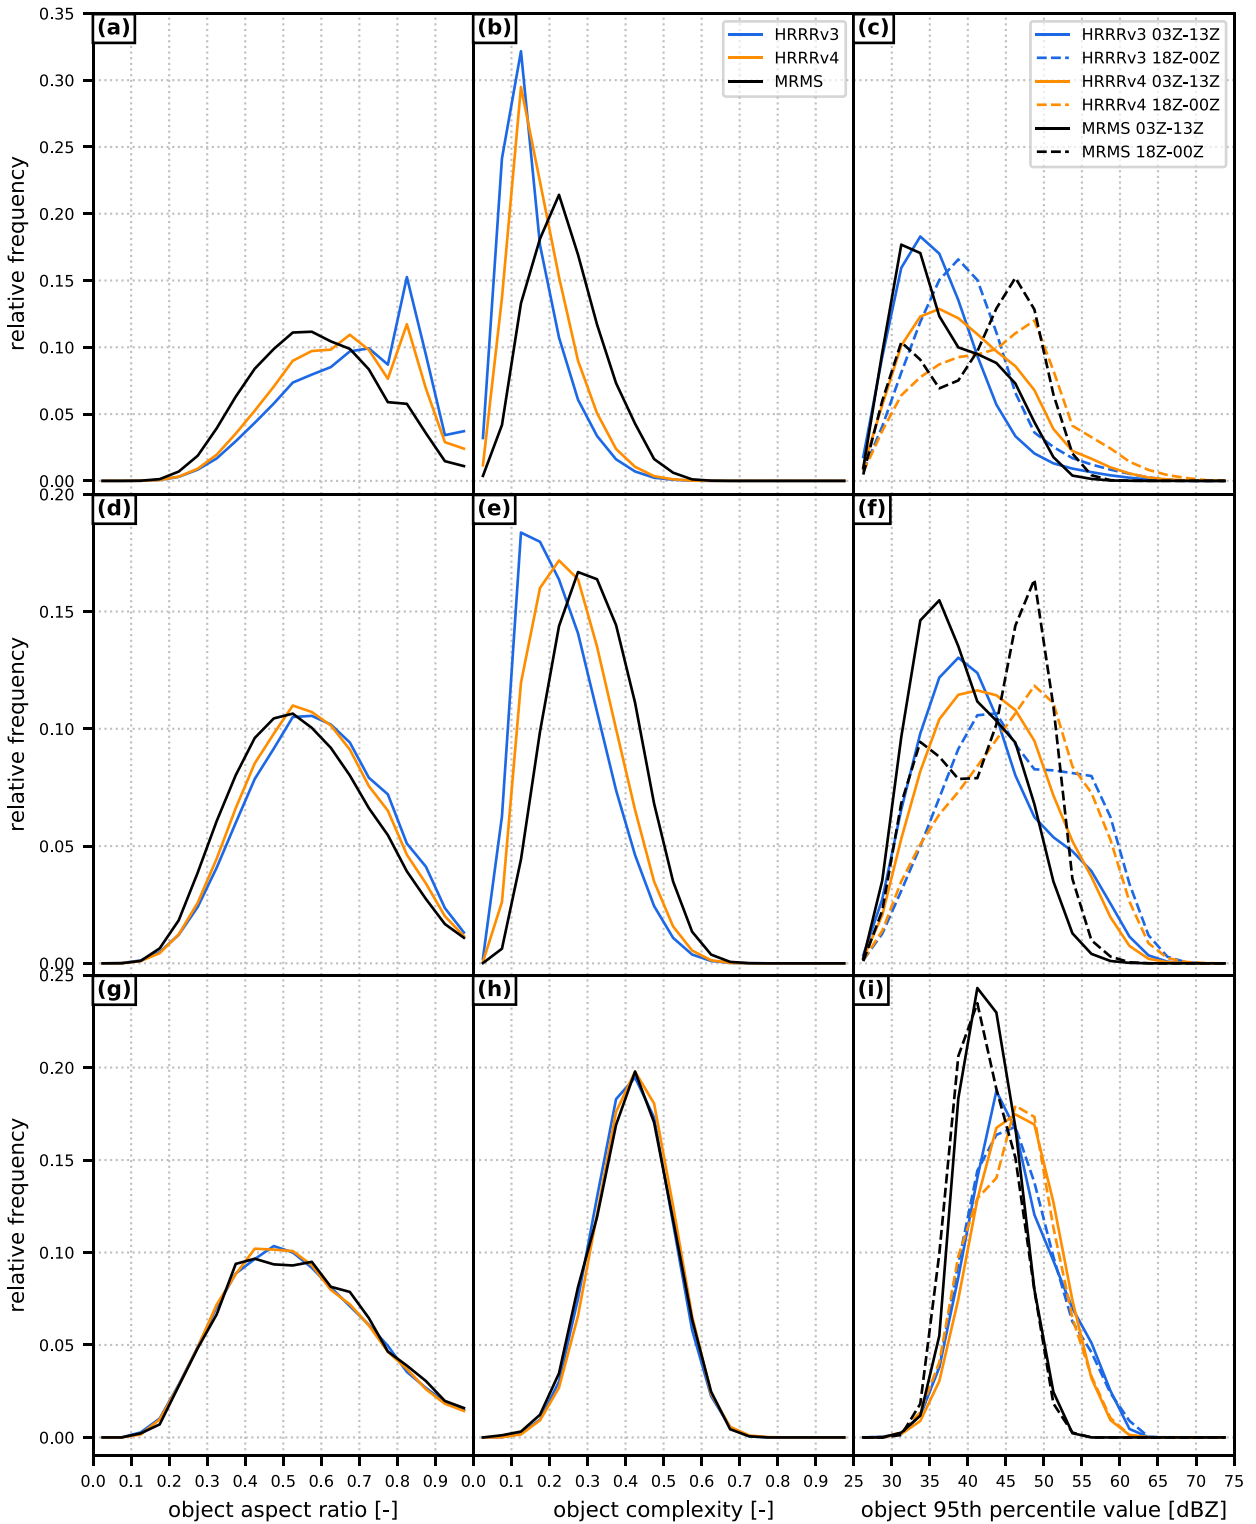 (a)
(b)
(c)
HRRRv3
HRRRv4
MRMS
HRRRv3 03Z-13Z
HRRRv3 18Z-00Z
HRRRv4 03Z-13Z
HRRRv4 18Z-00Z
MRMS 03Z-13Z
MRMS 18Z-00Z
0.35
0.30
0.25
0.20
0.15
0.10
0.05
0.00
relative frequency
(d)
(e)
(f)
0.20
0.15
0.10
0.05
0.00
relative frequency
(g)
(h)
(i)
0.25
0.20
0.15
0.10
0.05
0.00
relative frequency
0.0 0.1 0.2 0.3 0.4 0.5 0.6 0.7 0.8 0.9 0.0 0.1 0.2 0.3 0.4 0.5 0.6 0.7 0.8 0.9 25 35 40 45 50 55 60 65 70 75
object aspect ratio [-]
object complexity [-]
object 95th percentile value [dBZ]